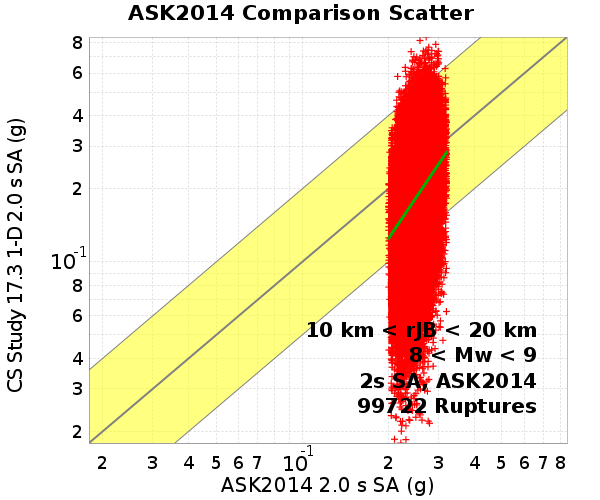 ASK2014 Comparison Scatter
CS Study 17.3 1-D 2.0 s SA (g)
8
6
4
3
2
10-1
8
6
4
3
2
10 km < rJB < 20 km
8 < Mw < 9
2s SA, ASK2014
99722 Ruptures
2 3 4 5 6 7 10-1 2 3 4 5 6 7 8
ASK2014 2.0 s SA (g)